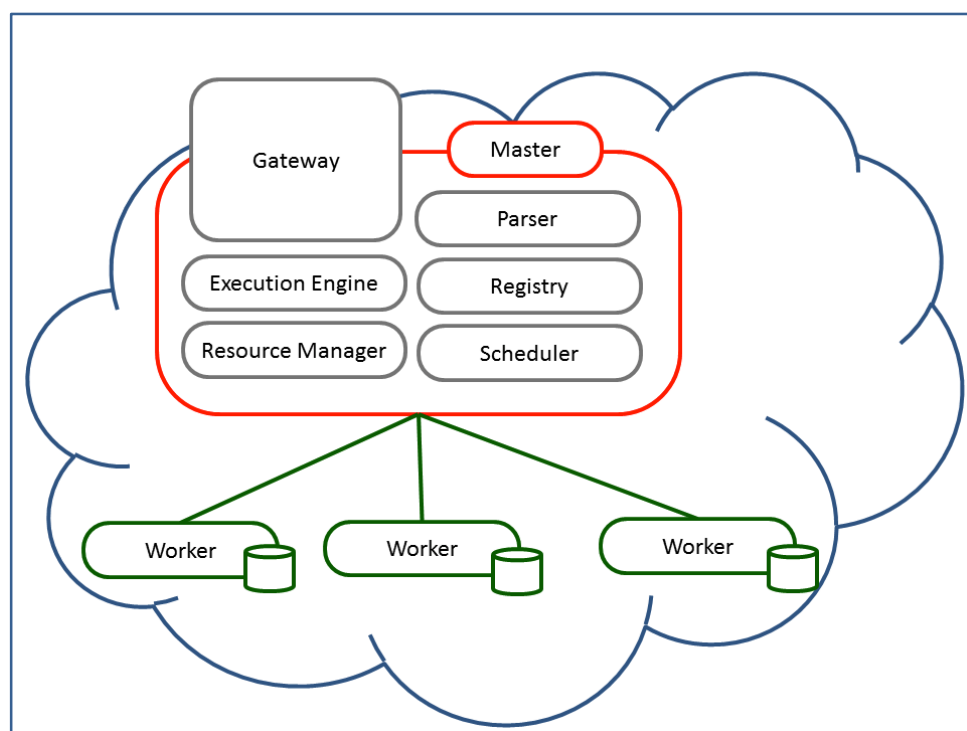 Gateway
Master
Parser
Execution Engine
Registry
Resource Manager
Scheduler
Worker
Worker
Worker